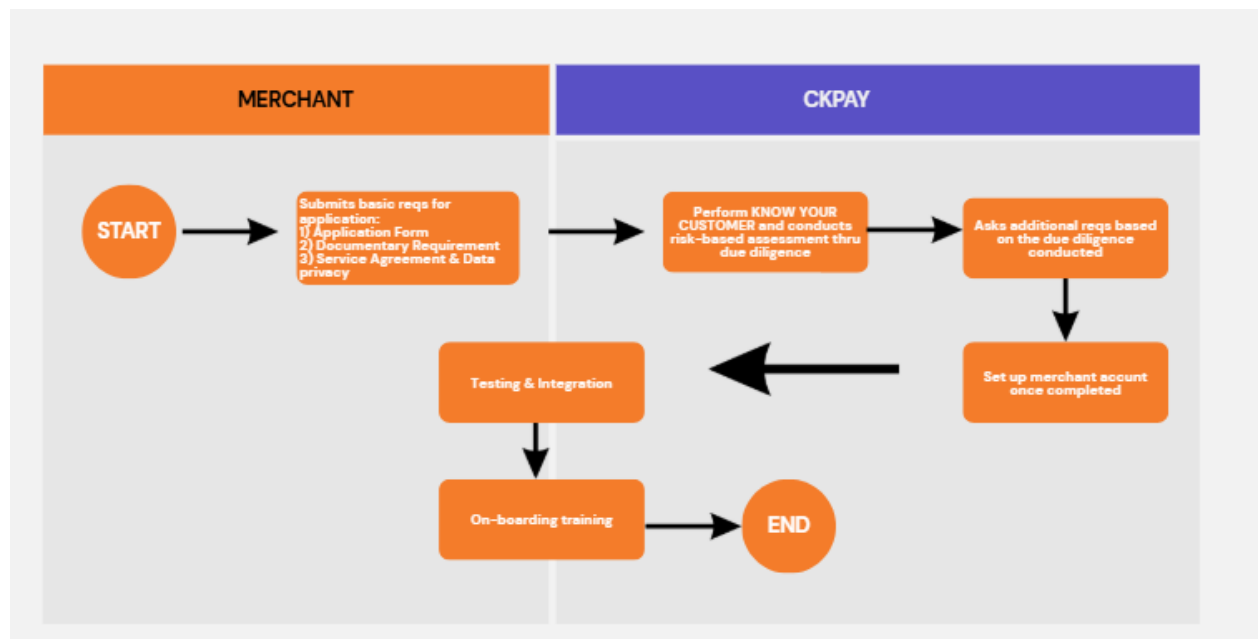 MERCHANT
CKPAY
START
Submits basic reqs for
application:
1) Application Form
2) Documentary Requirement
3) Service Agreement & Data
privacy
Perform KNOW YOUR
CUSTOMER and conducts
risk-based assessment thru
due diligence
Asks additional reqs based
on the due diligence
conducted
Set up merchant accunt
once completed
Testing & Integration
On-boarding training
END